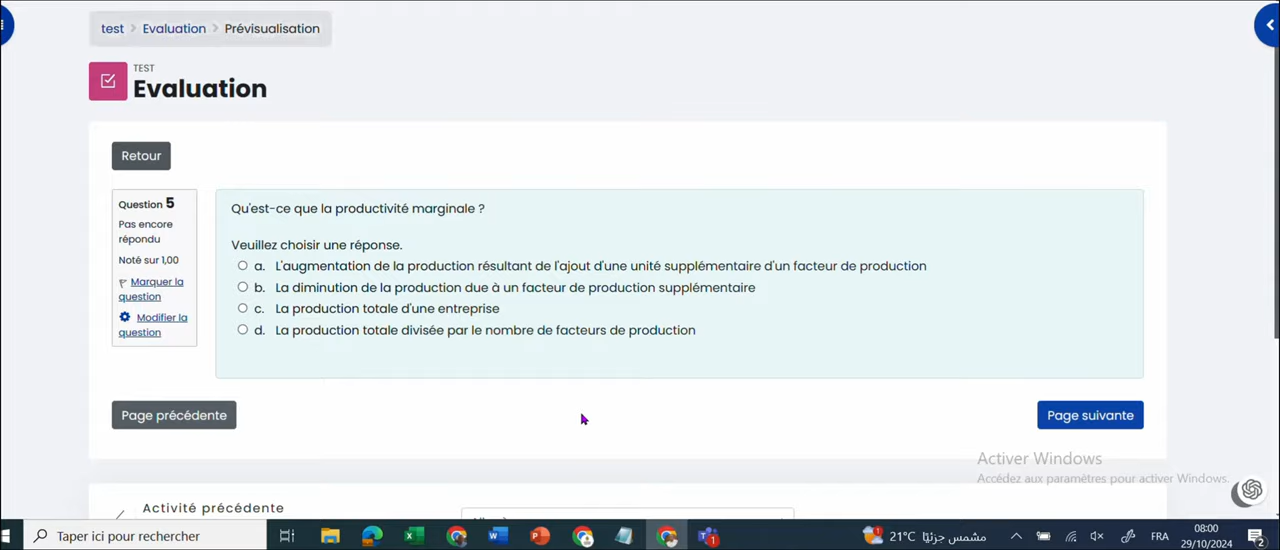 test > Evaluation > Prévisualisation
TEST
Evaluation
Retour
Question 5
Pas encore
répondu
Noté sur 1,00
Marquer la
question
Modifier la
question
Qu'est-ce que la productivité marginale ?
Veuillez choisir une réponse.
a. L'augmentation de la production résultant de l'ajout d'une unité supplémentaire d'un facteur de production
b. La diminution de la production due à un facteur de production supplémentaire
c. La production totale d'une entreprise
d. La production totale divisée par le nombre de facteurs de production
Page précédente
Page suivante
Activer Windows
Accédez aux paramètres pour activer Windows.
Activité précédente
Taper ici pour rechercher
21°C مشمس جزئيًا
FRA
08:00
29/10/2024
2